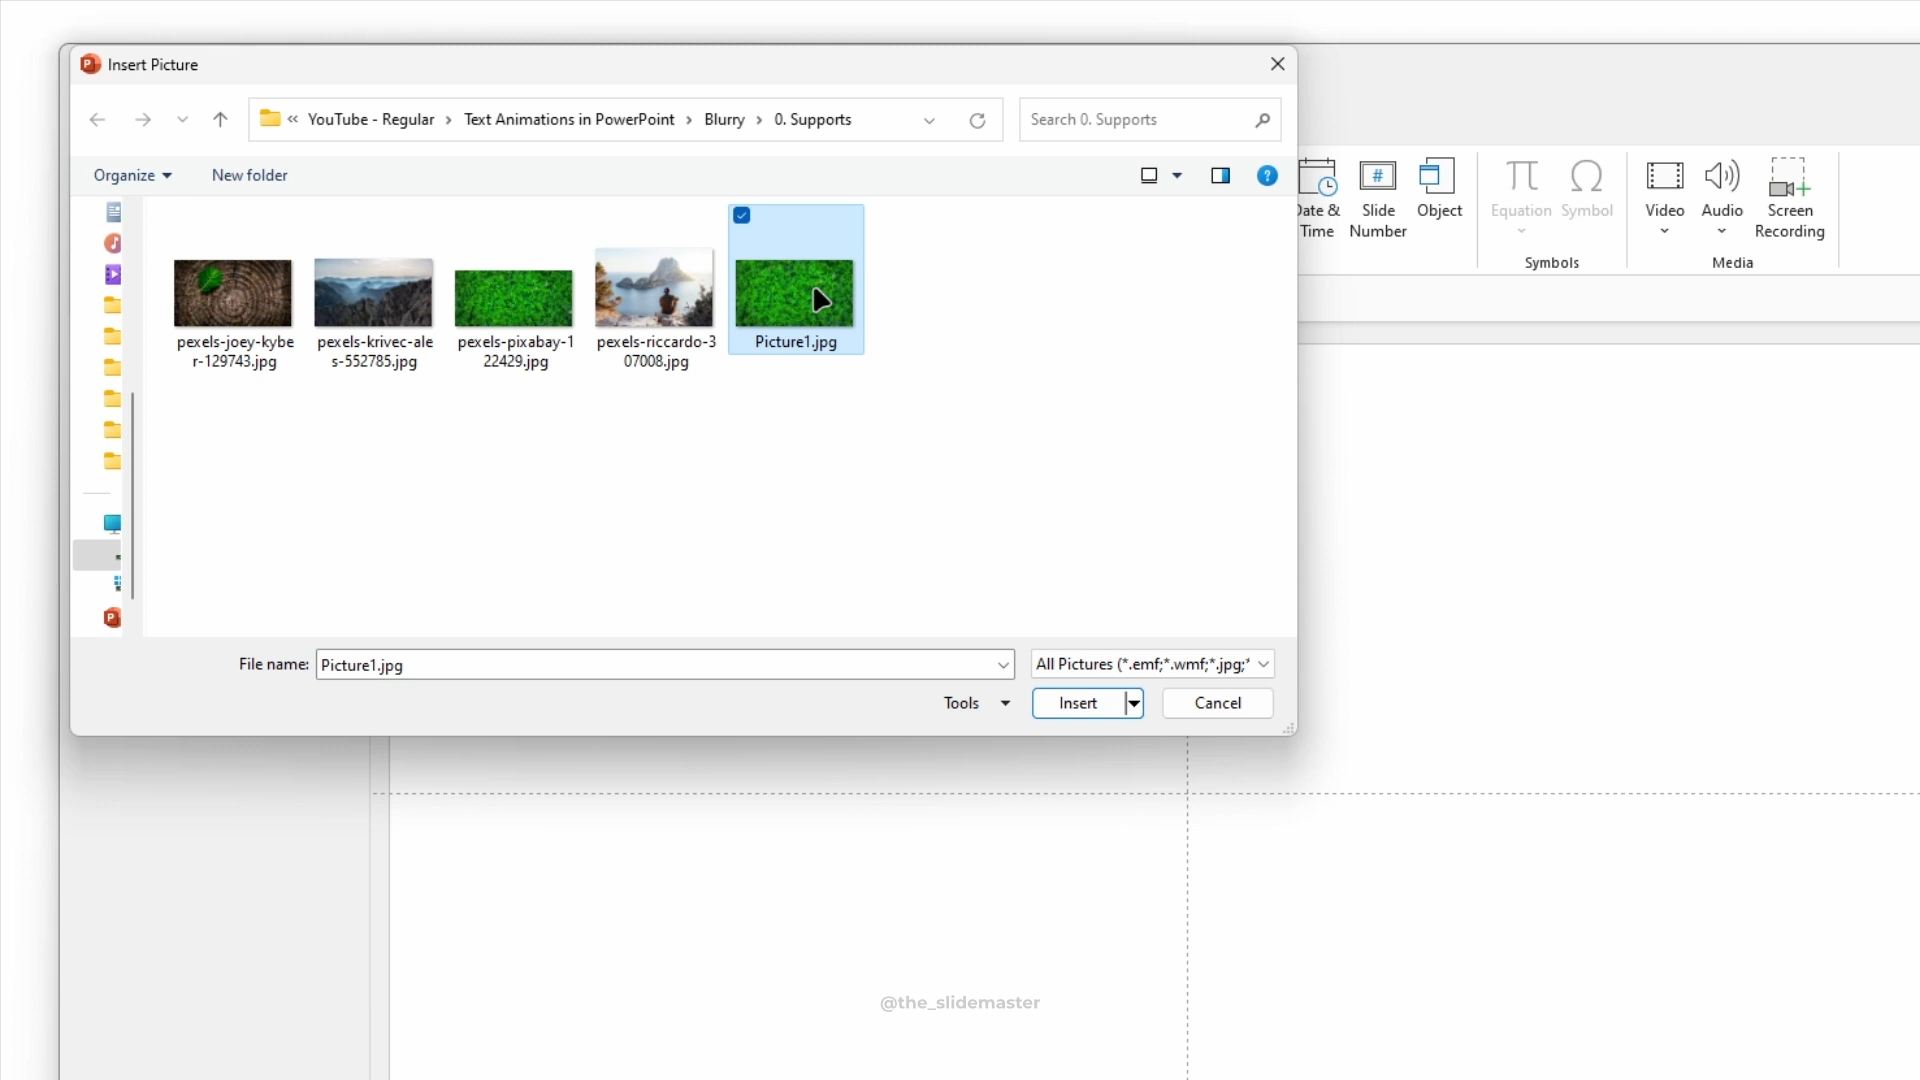 Insert Picture
« YouTube - Regular › Text Animations in PowerPoint › Blurry › 0. Supports
Search 0. Supports
Organize
New folder
?
Date & Time
# Slide Number
Object
Equation
Symbol
Symbols
Video
Audio
Screen Recording
Media
pexels-joey-kybe
r-129743.jpg
pexels-krivec-ale
s-552785.jpg
pexels-pixabay-1
22429.jpg
pexels-riccardo-3
07008.jpg
Picture1.jpg
File name:
Picture1.jpg
All Pictures (*.emf;*.wmf;*.jpg;*
Tools
Insert
Cancel
@the_slidemaster